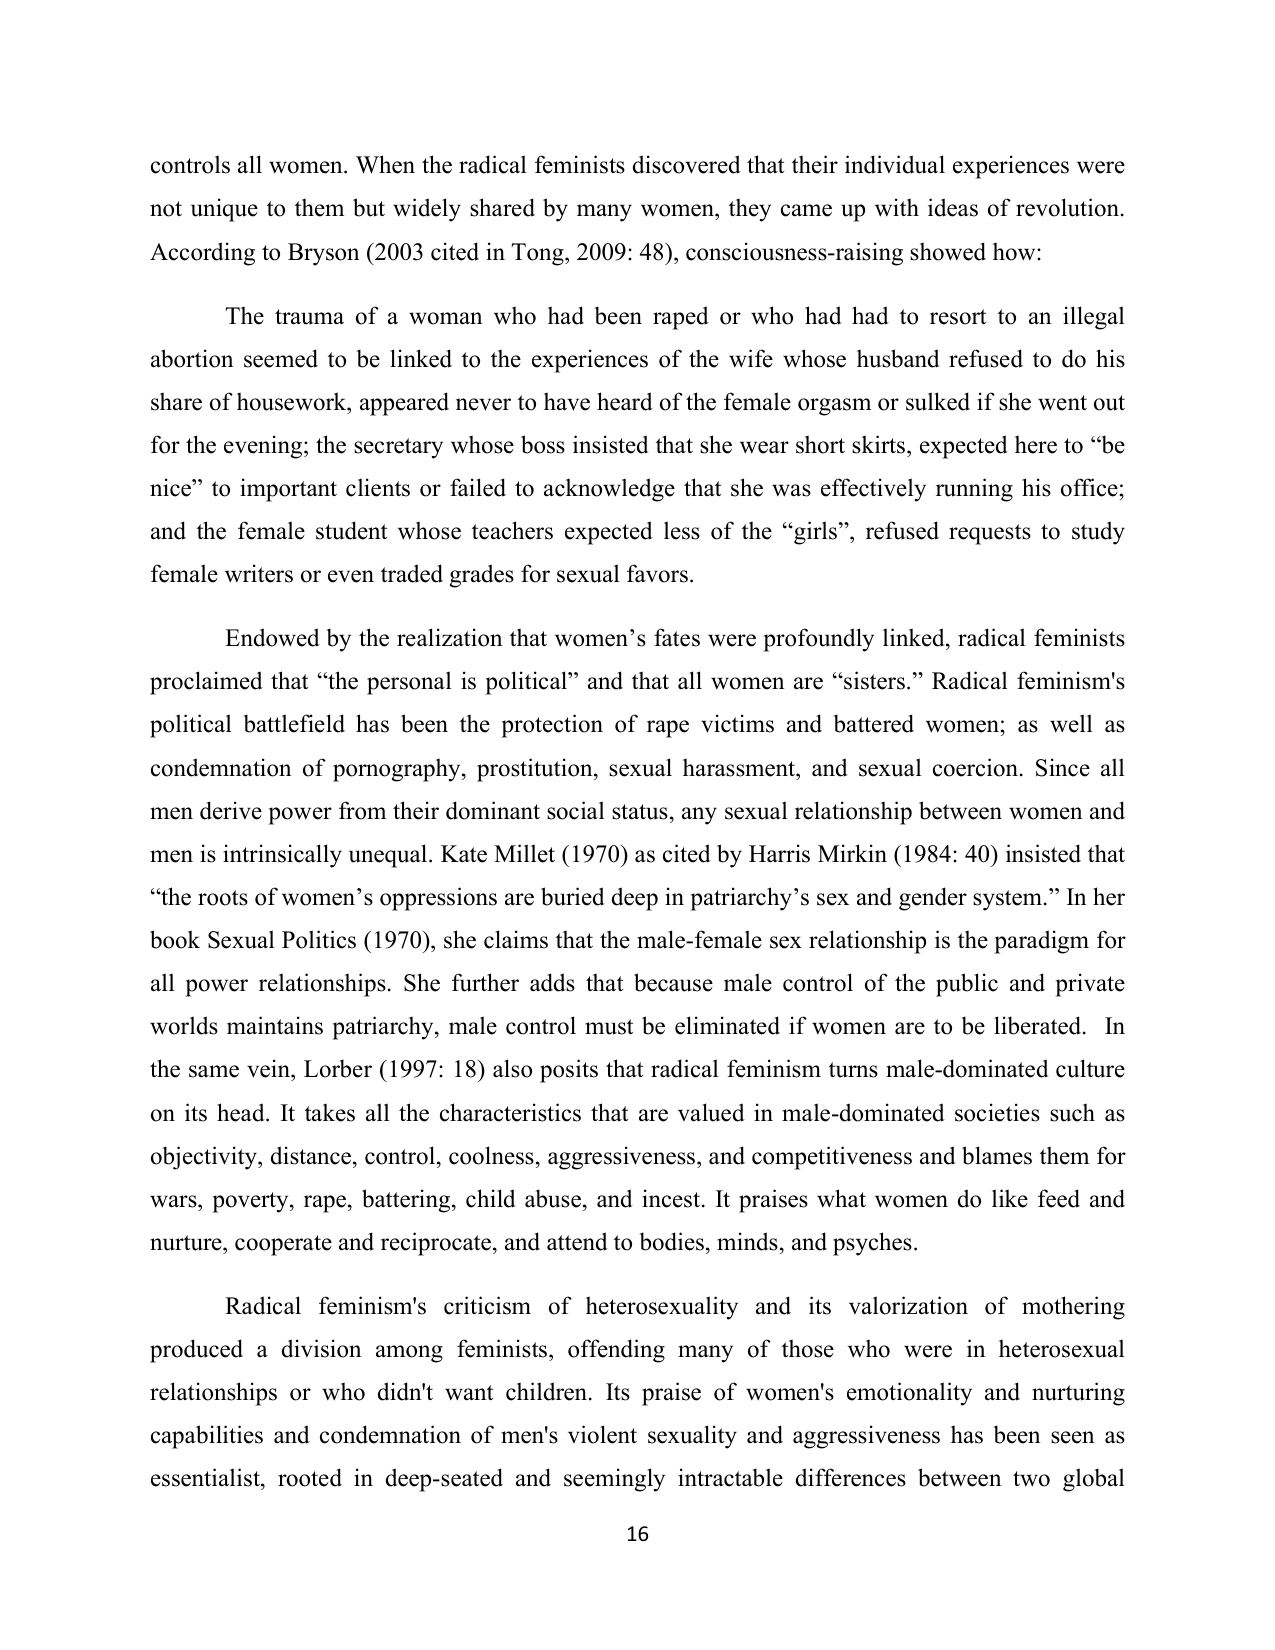 controls all women. When the radical feminists discovered that their individual experiences were
not unique to them but widely shared by many women, they came up with ideas of revolution.
According to Bryson (2003 cited in Tong, 2009: 48), consciousness-raising showed how:
The trauma of a woman who had been raped or who had had to resort to an illegal
abortion seemed to be linked to the experiences of the wife whose husband refused to do his
share of housework, appeared never to have heard of the female orgasm or sulked if she went out
for the evening; the secretary whose boss insisted that she wear short skirts, expected here to “be
nice” to important clients or failed to acknowledge that she was effectively running his office;
and the female student whose teachers expected less of the “girls”, refused requests to study
female writers or even traded grades for sexual favors.
Endowed by the realization that women’s fates were profoundly linked, radical feminists
proclaimed that “the personal is political” and that all women are “sisters.” Radical feminism's
political battlefield has been the protection of rape victims and battered women; as well as
condemnation of pornography, prostitution, sexual harassment, and sexual coercion. Since all
men derive power from their dominant social status, any sexual relationship between women and
men is intrinsically unequal. Kate Millet (1970) as cited by Harris Mirkin (1984: 40) insisted that
“the roots of women’s oppressions are buried deep in patriarchy’s sex and gender system.” In her
book Sexual Politics (1970), she claims that the male-female sex relationship is the paradigm for
all power relationships. She further adds that because male control of the public and private
worlds maintains patriarchy, male control must be eliminated if women are to be liberated.  In
the same vein, Lorber (1997: 18) also posits that radical feminism turns male-dominated culture
on its head. It takes all the characteristics that are valued in male-dominated societies such as
objectivity, distance, control, coolness, aggressiveness, and competitiveness and blames them for
wars, poverty, rape, battering, child abuse, and incest. It praises what women do like feed and
nurture, cooperate and reciprocate, and attend to bodies, minds, and psyches.
Radical feminism's criticism of heterosexuality and its valorization of mothering
produced a division among feminists, offending many of those who were in heterosexual
relationships or who didn't want children. Its praise of women's emotionality and nurturing
capabilities and condemnation of men's violent sexuality and aggressiveness has been seen as
essentialist, rooted in deep-seated and seemingly intractable differences between two global
16